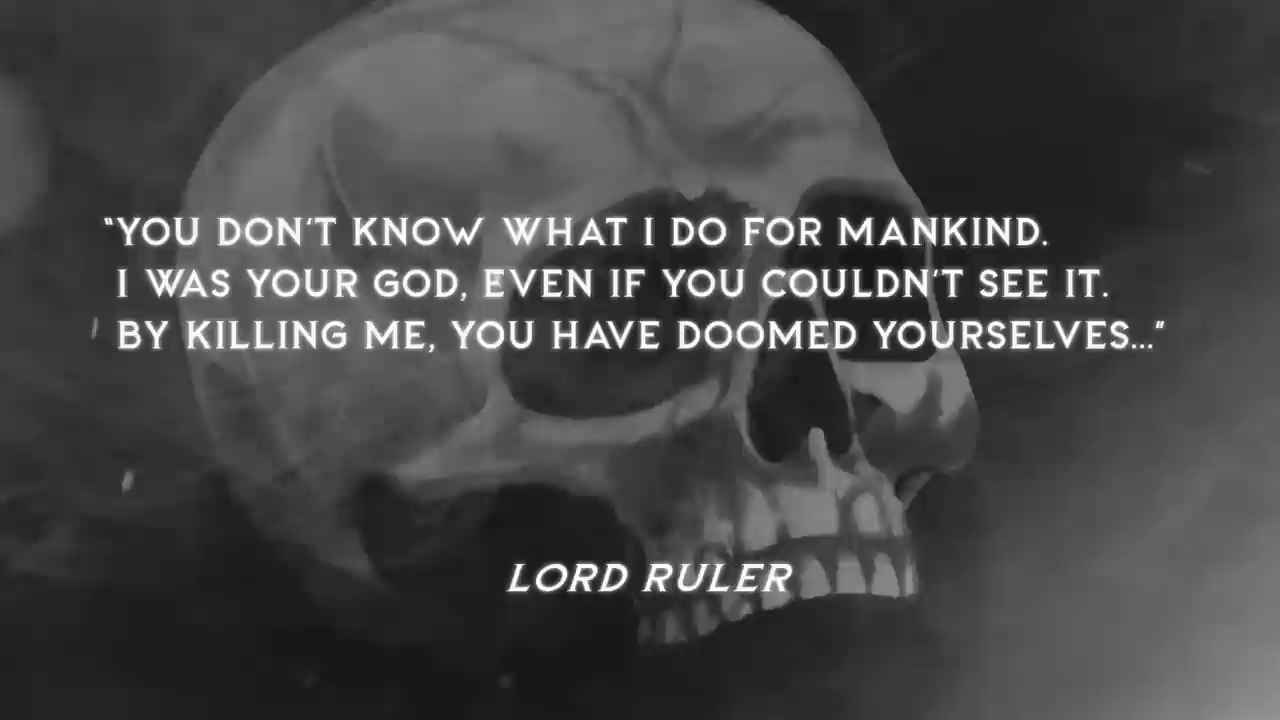 “YOU DON'T KNOW WHAT I DO FOR MANKIND.
I WAS YOUR GOD, EVEN IF YOU COULDN'T SEE IT.
BY KILLING ME, YOU HAVE DOOMED YOURSELVES...”
LORD RULER